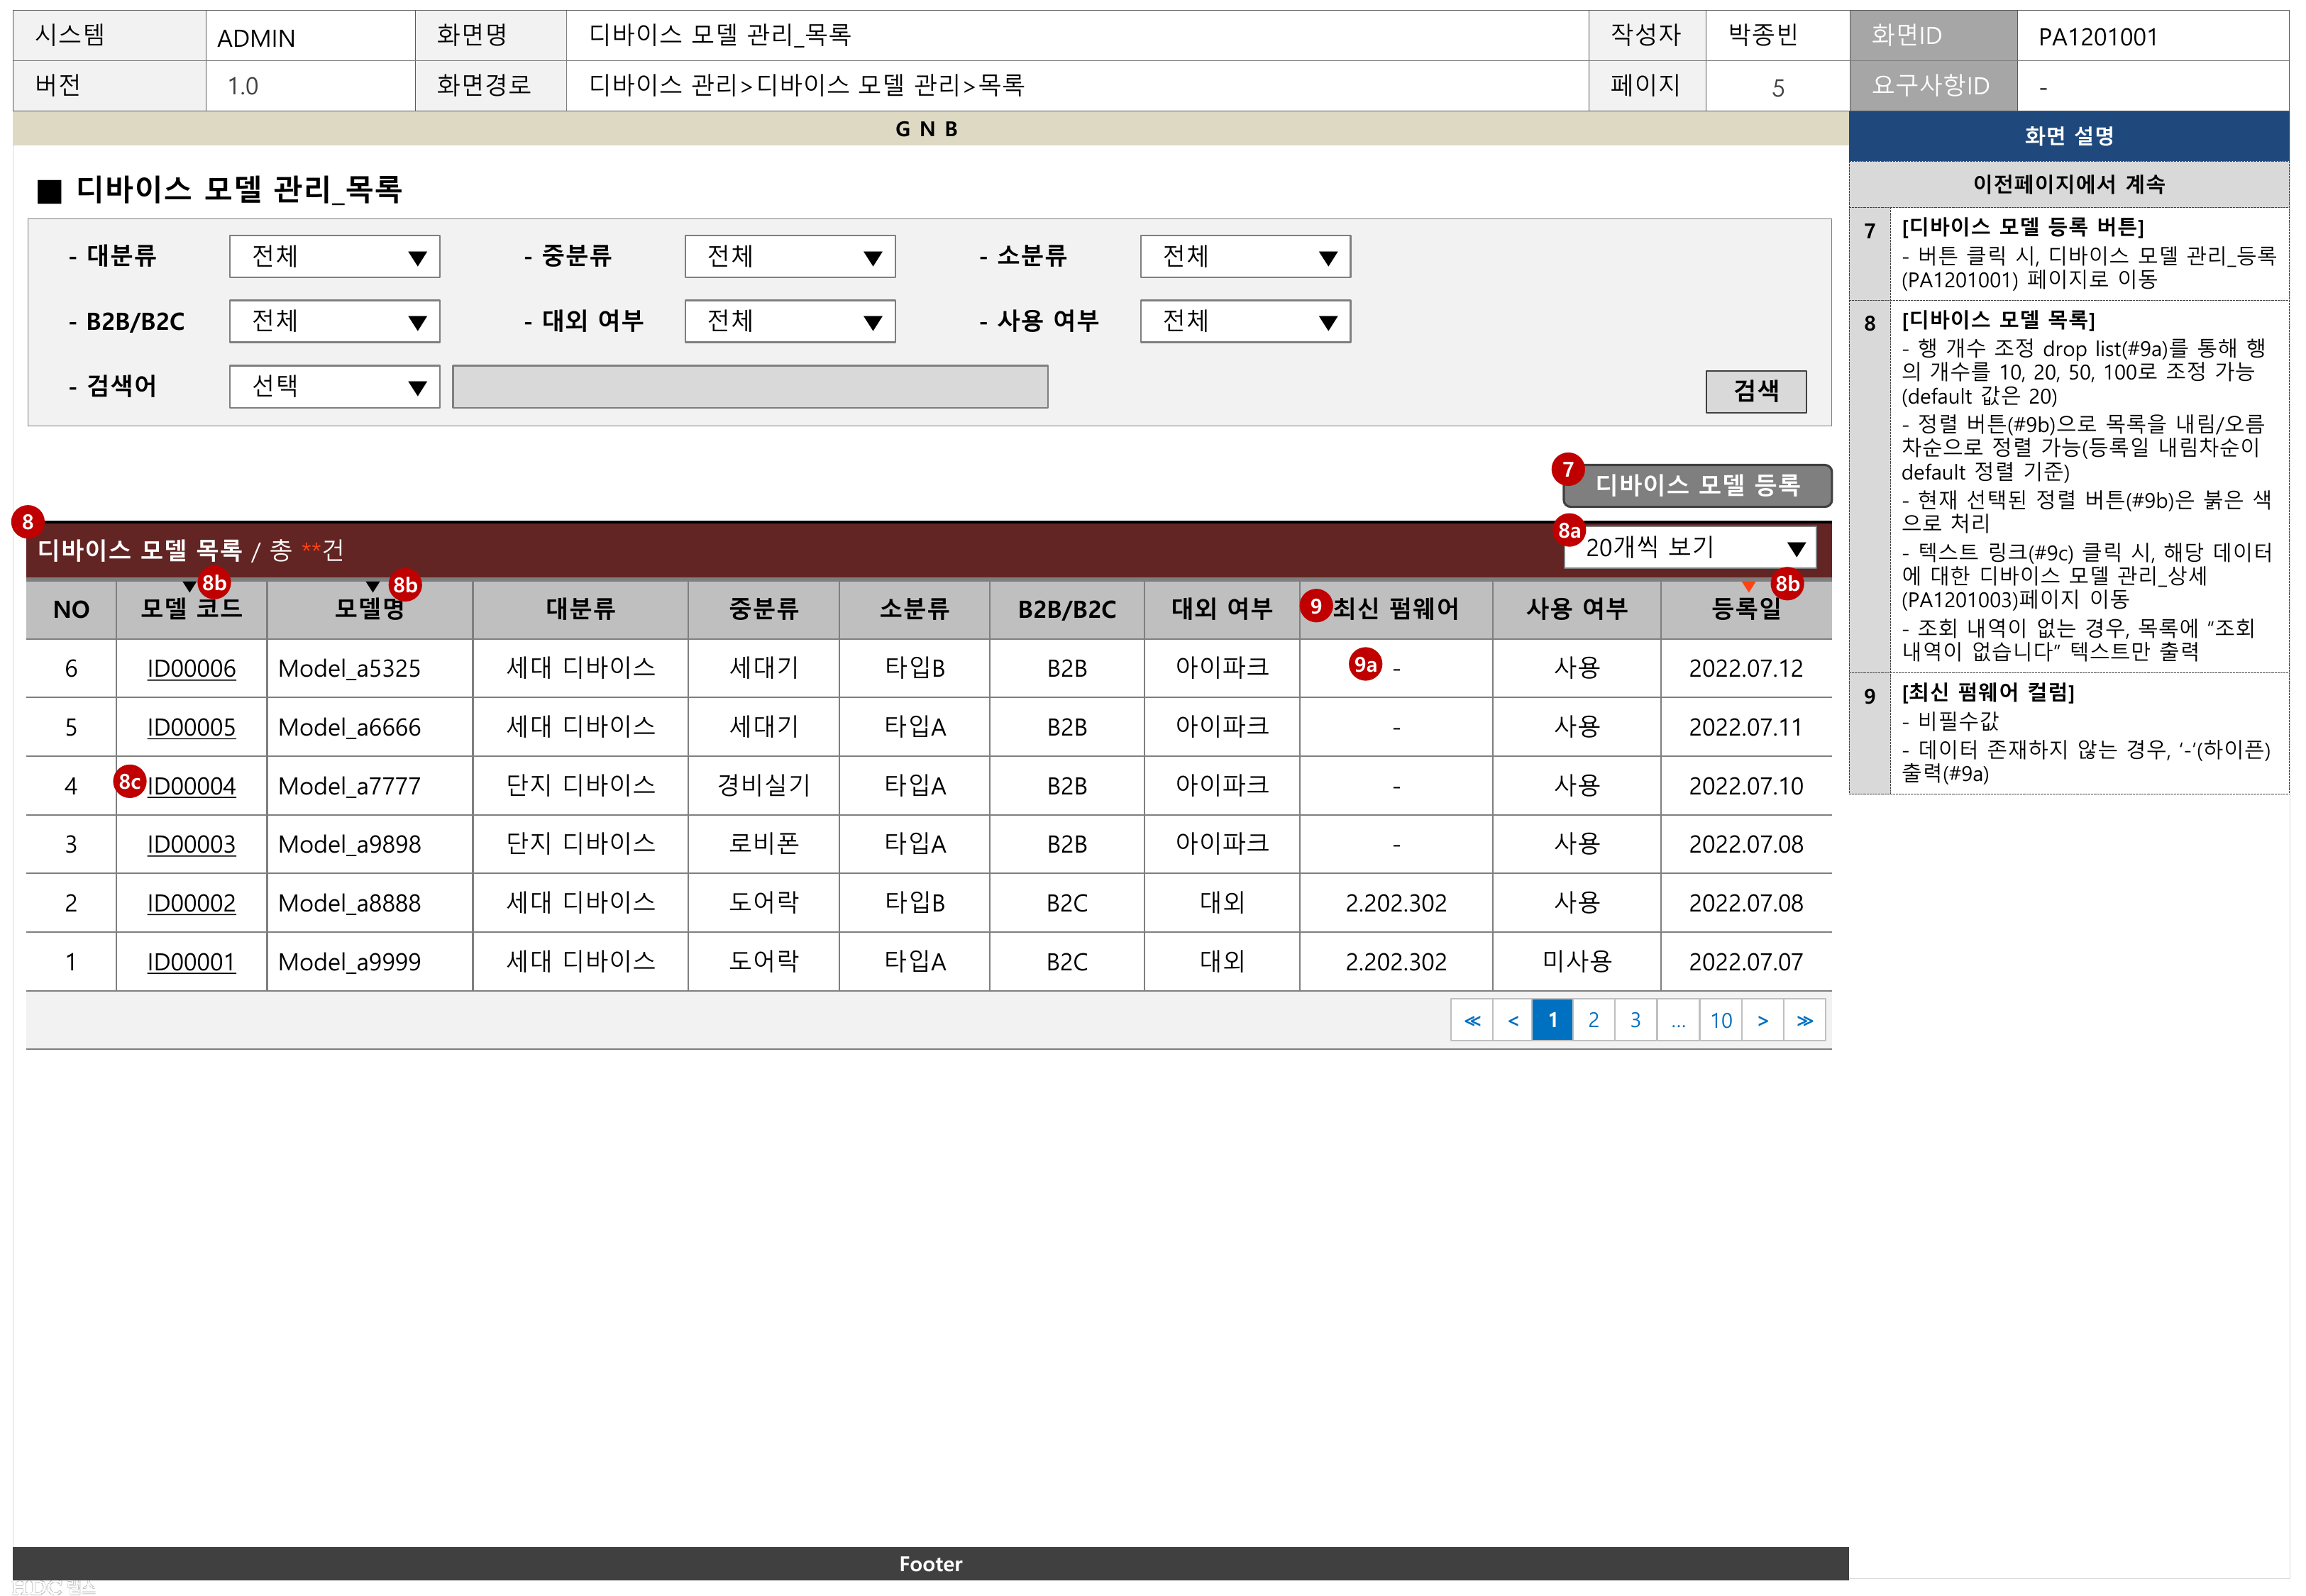 시스템 ADMIN 화면명 디바이스 모델 관리_목록 작성자 박종빈 화면ID PA1201001
버전 1.0 화면경로 디바이스 관리>디바이스 모델 관리>목록 페이지 5 요구사항ID -
G N B
■ 디바이스 모델 관리_목록
- 대분류 전체 ▼ - 중분류 전체 ▼ - 소분류 전체 ▼
- B2B/B2C 전체 ▼ - 대외 여부 전체 ▼ - 사용 여부 전체 ▼
- 검색어 선택 ▼ 검색
7 디바이스 모델 등록
8 디바이스 모델 목록 / 총 **건 8a 20개씩 보기 ▼
▼ 8b ▼ 8b ▼ 8b
NO 모델 코드 모델명 대분류 중분류 소분류 B2B/B2C 대외 여부 9 최신 펌웨어 사용 여부 등록일
6 ID00006 Model_a5325 세대 디바이스 세대기 타입B B2B 아이파크 9a - 사용 2022.07.12
5 ID00005 Model_a6666 세대 디바이스 세대기 타입A B2B 아이파크 - 사용 2022.07.11
4 8c ID00004 Model_a7777 단지 디바이스 경비실기 타입A B2B 아이파크 - 사용 2022.07.10
3 ID00003 Model_a9898 단지 디바이스 로비폰 타입A B2B 아이파크 - 사용 2022.07.08
2 ID00002 Model_a8888 세대 디바이스 도어락 타입B B2C 대외 2.202.302 사용 2022.07.08
1 ID00001 Model_a9999 세대 디바이스 도어락 타입A B2C 대외 2.202.302 미사용 2022.07.07
≪ < 1 2 3 ... 10 > ≫
화면 설명
이전페이지에서 계속
7 [디바이스 모델 등록 버튼]
- 버튼 클릭 시, 디바이스 모델 관리_등록
(PA1201001) 페이지로 이동
8 [디바이스 모델 목록]
- 행 개수 조정 drop list(#9a)를 통해 행
의 개수를 10, 20, 50, 100로 조정 가능
(default 값은 20)
- 정렬 버튼(#9b)으로 목록을 내림/오름
차순으로 정렬 가능(등록일 내림차순이
default 정렬 기준)
- 현재 선택된 정렬 버튼(#9b)은 붉은 색
으로 처리
- 텍스트 링크(#9c) 클릭 시, 해당 데이터
에 대한 디바이스 모델 관리_상세
(PA1201003)페이지 이동
- 조회 내역이 없는 경우, 목록에 “조회
내역이 없습니다” 텍스트만 출력
9 [최신 펌웨어 컬럼]
- 비필수값
- 데이터 존재하지 않는 경우, ‘-’(하이픈)
출력(#9a)
Footer
HDC 랩스